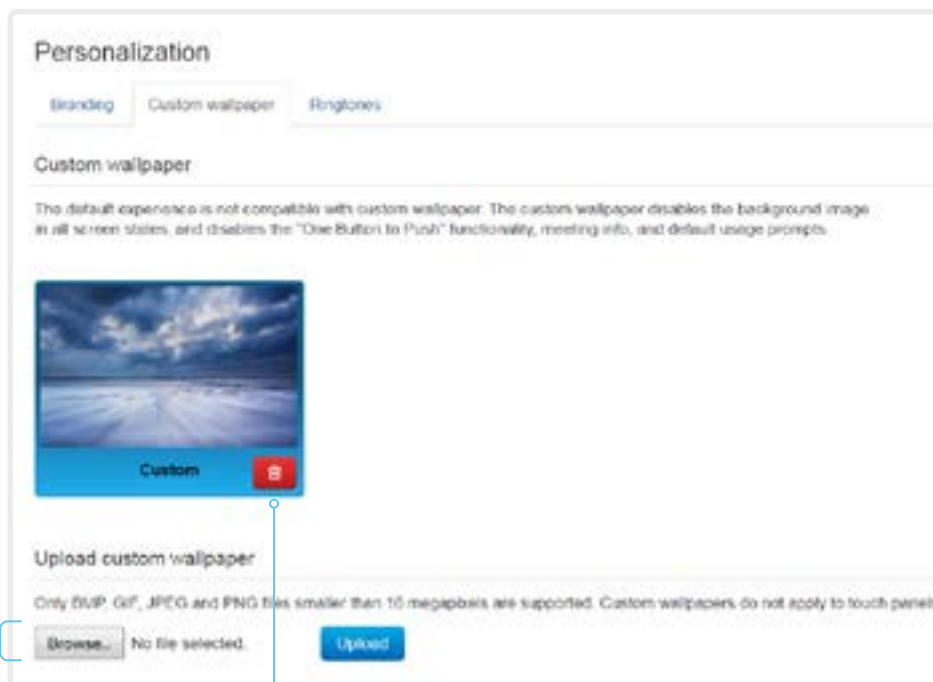 Personalization
Branding Custom wallpaper Ringtones
Custom wallpaper
The default experience is not compatible with custom wallpaper. The custom wallpaper disables the background image
in all screen states, and disables the "One Button to Push" functionality, meeting info, and default usage prompts.
Custom
Upload custom wallpaper
Only BMP, GIF, JPEG and PNG files smaller than 16 megapixels are supported. Custom wallpapers do not apply to touch panels
Browse... No file selected. Upload